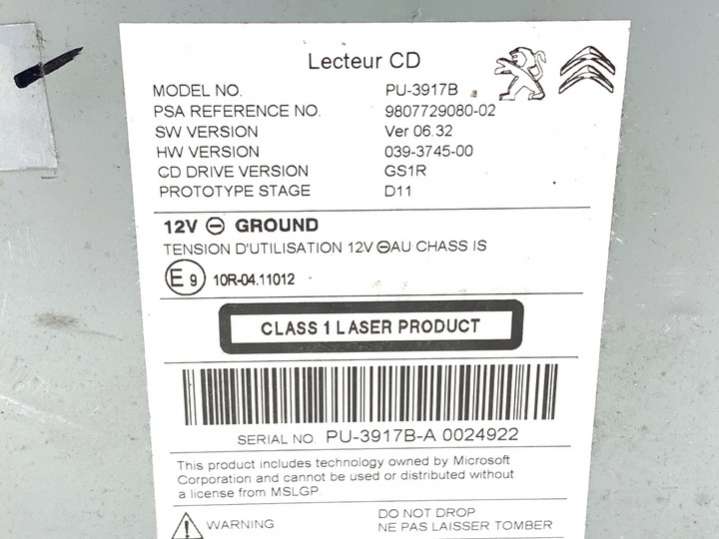 Lecteur CD
MODEL NO. PU-3917B
PSA REFERENCE NO. 9807729080-02
SW VERSION Ver 06.32
HW VERSION 039-3745-00
CD DRIVE VERSION GS1R
PROTOTYPE STAGE D11
12V ⊖ GROUND
TENSION D'UTILISATION 12V ⊖AU CHASS IS
E9 10R-04.11012
CLASS 1 LASER PRODUCT
SERIAL NO. PU-3917B-A 0024922
This product includes technology owned by Microsoft
Corporation and cannot be used or distributed without
a license from MSLGP.
WARNING DO NOT DROP
NE PAS LAISSER TOMBER